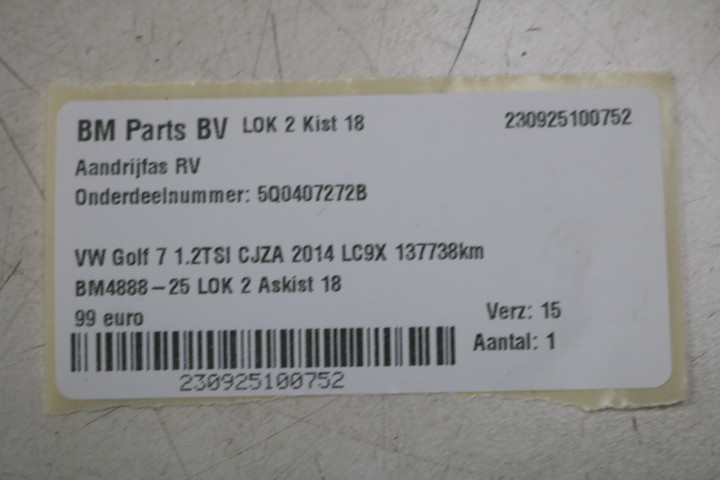 BM Parts BV LOK 2 Kist 18 230925100752
Aandrijfas RV
Onderdeelnummer: 5Q0407272B
VW Golf 7 1.2TSI CJZA 2014 LC9X 137738km
BM4888-25 LOK 2 Askist 18
99 euro Verz: 15
Aantal: 1
230925100752